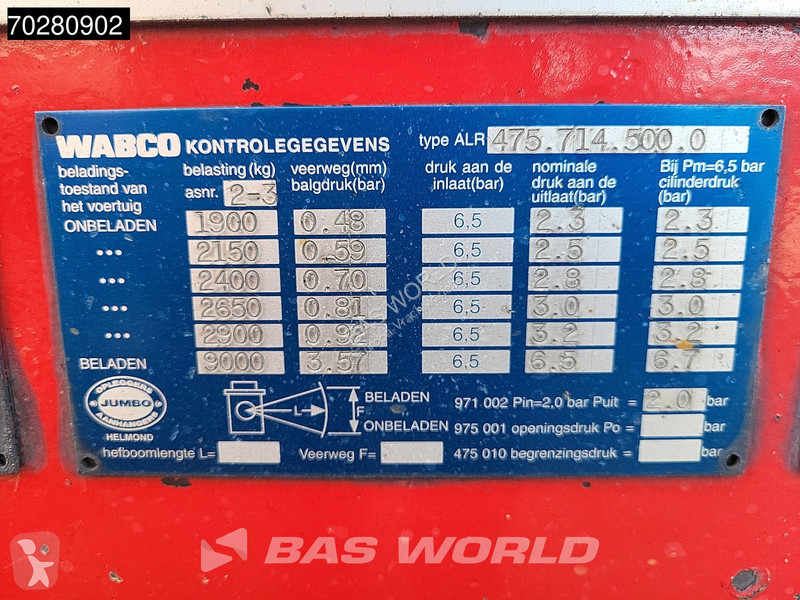 70280902
WABCO KONTROLEGEGEVENS type ALR 475.714.500.0
beladings-toestand van het voertuig
belasting (kg) asnr. 2-3
veerweg(mm) balgdruk(bar)
druk aan de inlaat(bar)
nominale druk aan de uitlaat(bar)
Bij Pm=6,5 bar cilinderdruk (bar)
ONBELADEN 1900 0.48 6,5 2.3 2.3
... 2150 0.59 6,5 2.5 2.5
... 2400 0.70 6,5 2.8 2.8
... 2650 0.81 6,5 3.0 3.0
... 2900 0.92 6,5 3.2 3.2
BELADEN 9000 3.57 6,5 6.5 6.7
OPLEGGERS JUMBO AANHANGERS
HELMOND
L F
BELADEN
ONBELADEN
971 002 Pin=2,0 bar Puit = 2.0 bar
975 001 openingsdruk Po = bar
hefboomlengte L= Veerweg F= 475 010 begrenzingsdruk = bar
BAS WORLD
BAS WORLD